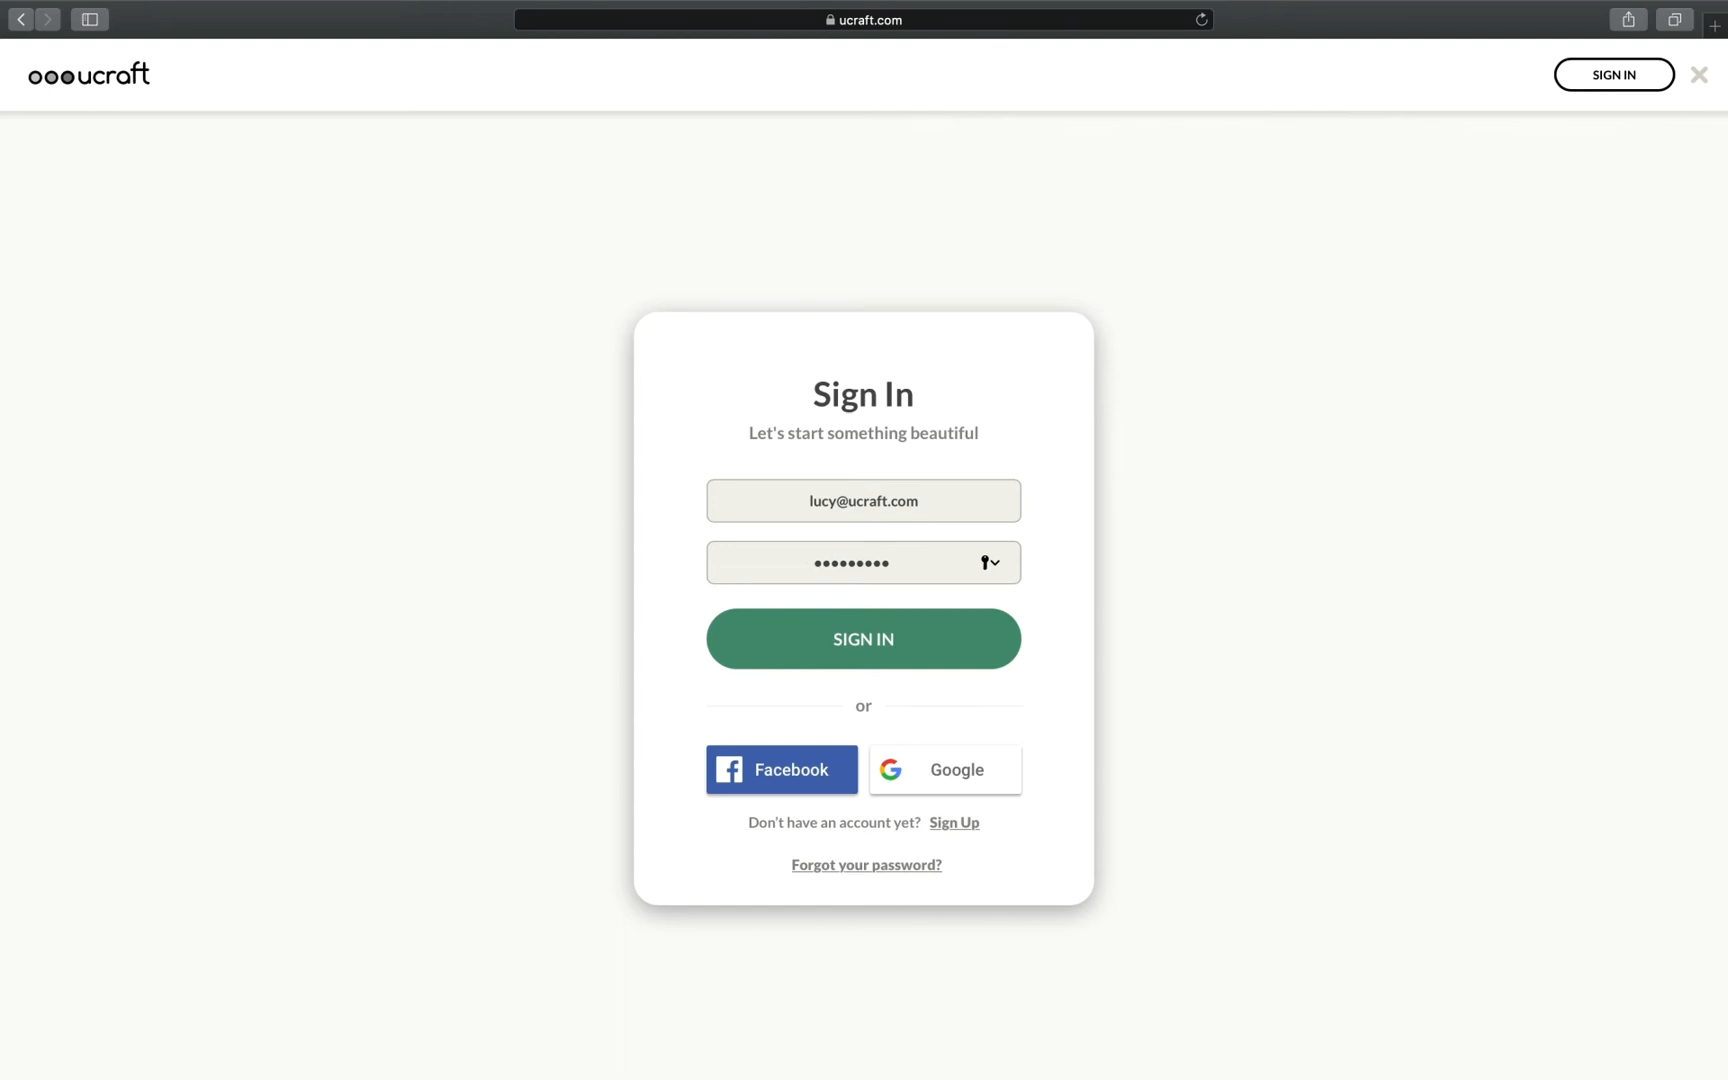 ucraft.com
ucraft
SIGN IN
Sign In
Let's start something beautiful
lucy@ucraft.com
•••••••••
SIGN IN
or
Facebook
Google
Don't have an account yet? Sign Up
Forgot your password?